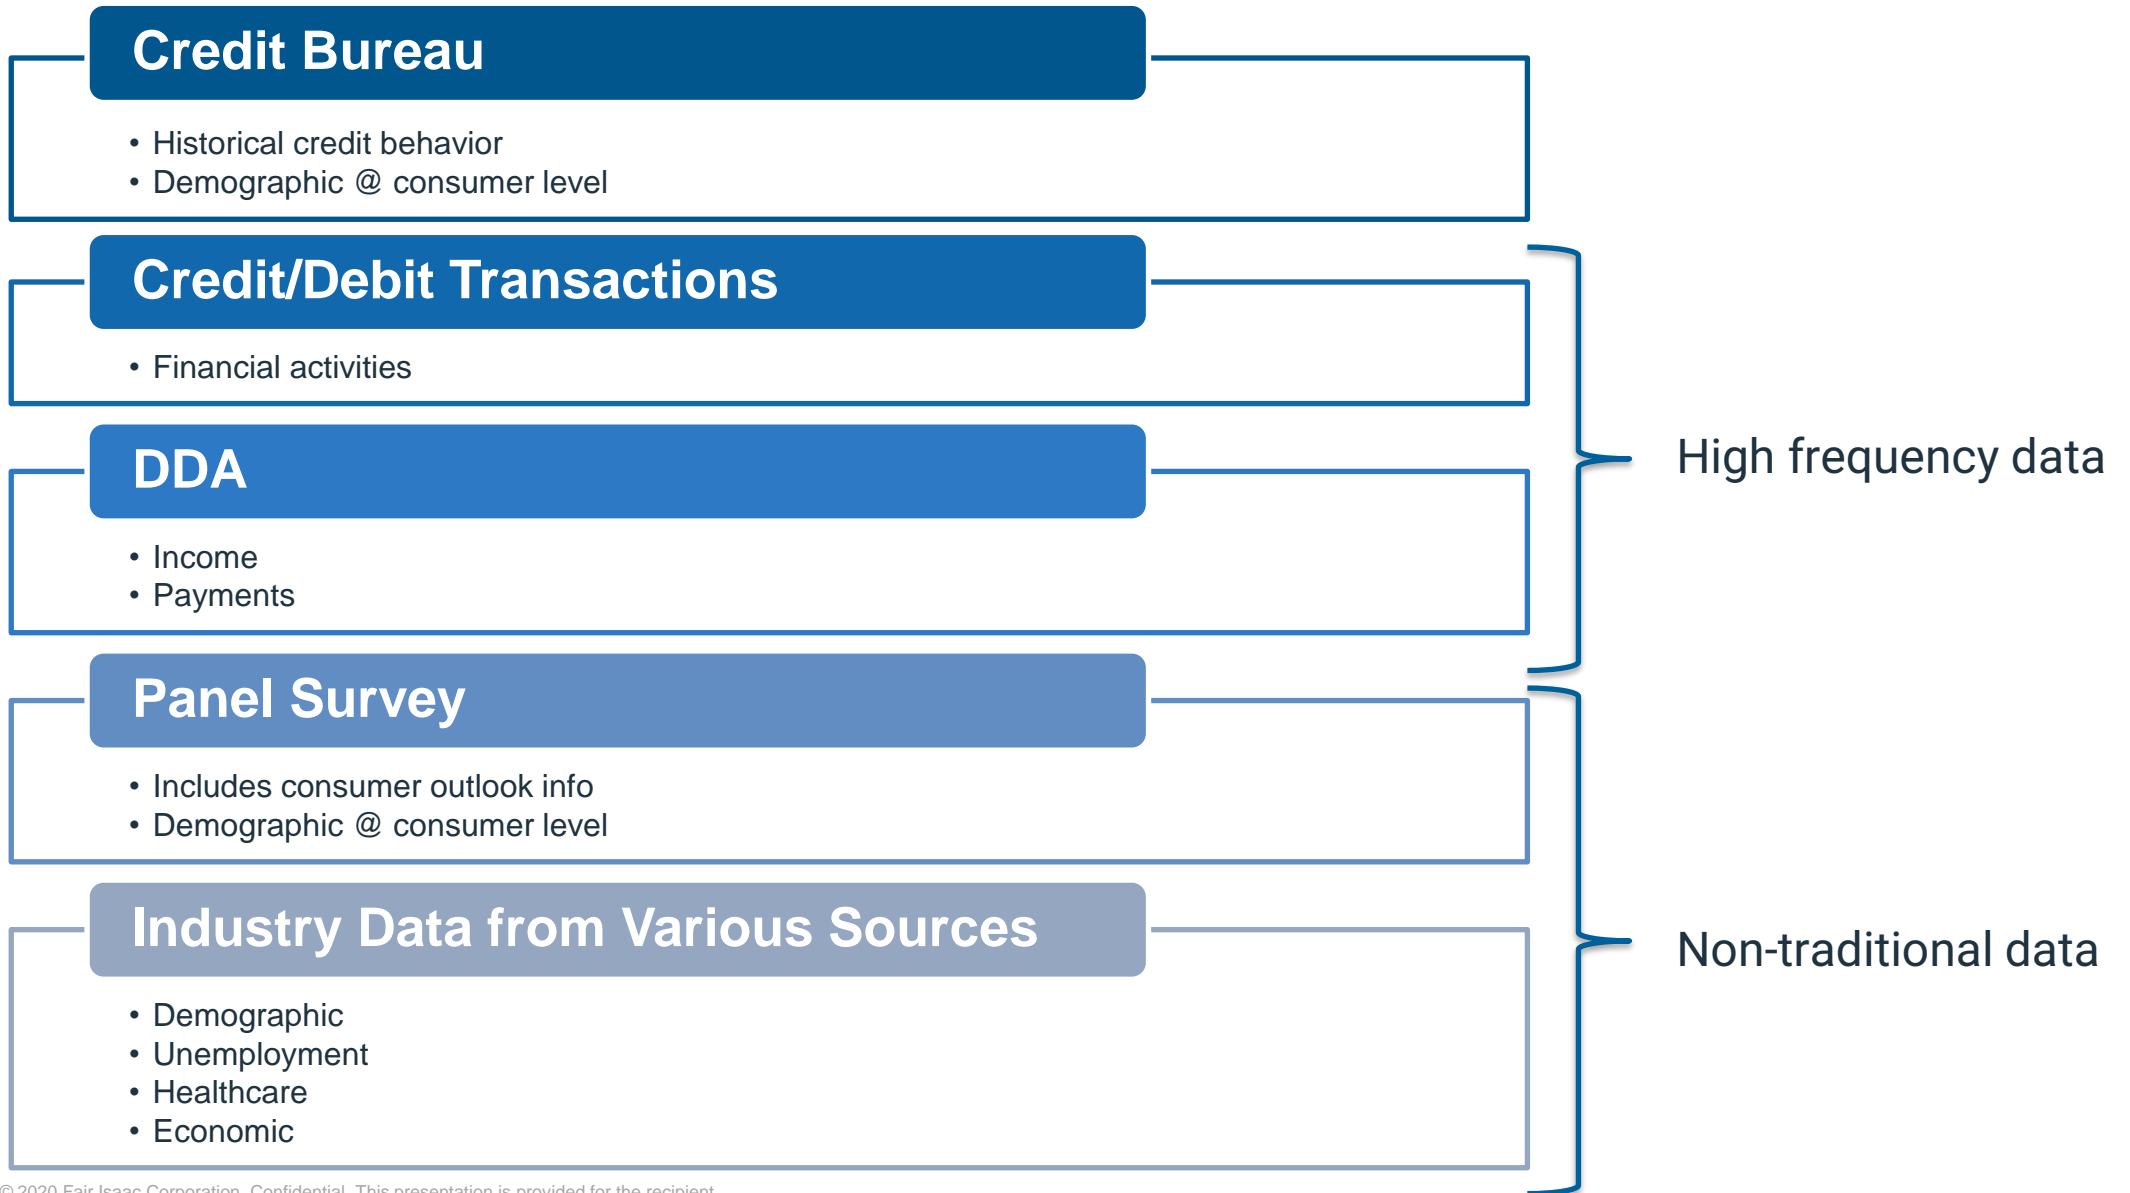 Credit Bureau
• Historical credit behavior
• Demographic @ consumer level
Credit/Debit Transactions
• Financial activities
DDA
• Income
• Payments
High frequency data
Panel Survey
• Includes consumer outlook info
• Demographic @ consumer level
Industry Data from Various Sources
• Demographic
• Unemployment
• Healthcare
• Economic
Non-traditional data
© 2020 Fair Isaac Corporation. Confidential. This presentation is provided for the recipient